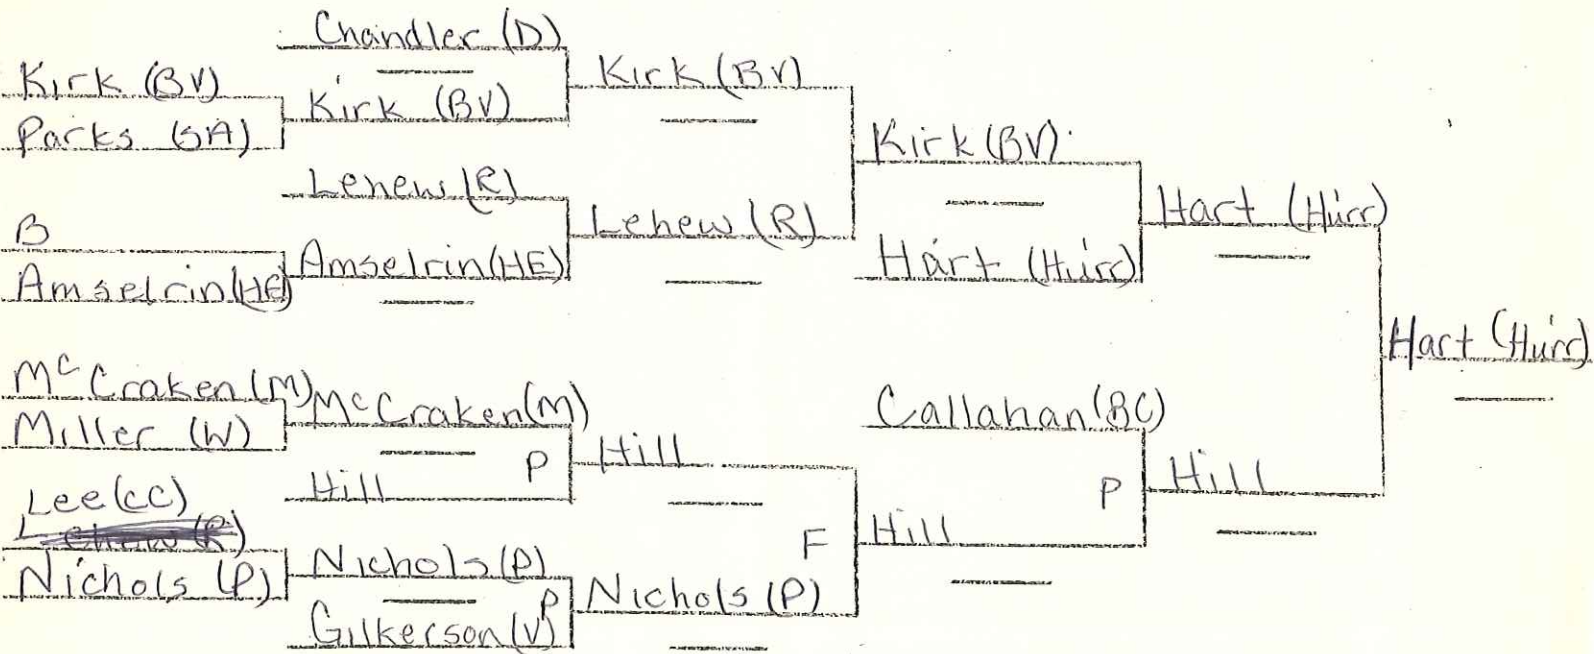 Chandler (D)
Kirk (BV)
Kirk (BV)
Kirk (BV)
Parks (SA)
Kirk (BV)
Lehew (R)
Hart (Hurr)
Lehew (R)
B
Amselrin (HE)
Hart (Hurr)
Amselrin (HE)
Hart (Hurr)
McCraken (M)
McCraken (M)
Callahan (BC)
Miller (W)
P
Hill
P
Hill
Hill
Lee (CC)
F
Hill
Nichols (P)
Nichols (P)
P
Nichols (P)
Gilkerson (V)